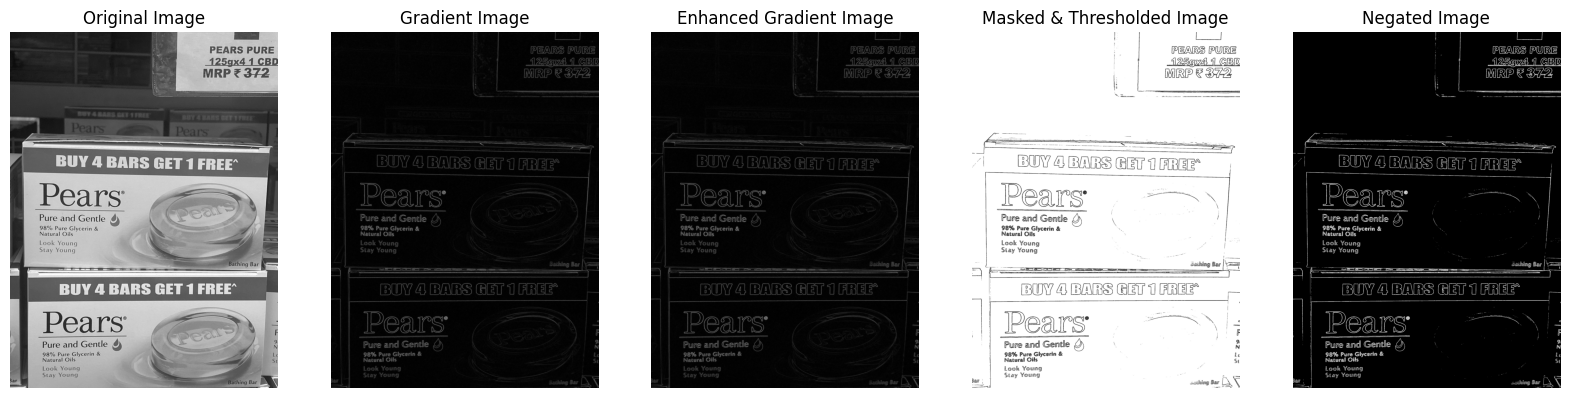 Original Image
PEARS PURE
125gx4 1 CBD
MRP ₹ 372
BUY 4 BARS GET 1 FREE^
BUY 4 BARS GET 1 FREE^
Pears
Pears
Pure and Gentle
98% Pure Glycerin &
Natural Oils
Look Young
Stay Young
Bathing Bar
BUY 4 BARS GET 1 FREE^
Pears
Pears
Pure and Gentle
98% Pure Glycerin &
Natural Oils
Look Young
Stay Young
Bathing Bar
Gradient Image
PEARS PURE
125gx4 1 CBD
MRP ₹ 372
BUY 4 BARS GET 1 FREE^
Pears
Pure and Gentle
98% Pure Glycerin &
Natural Oils
Look Young
Stay Young
BUY 4 BARS GET 1 FREE^
Pears
Pure and Gentle
98% Pure Glycerin &
Natural Oils
Look Young
Stay Young
Enhanced Gradient Image
PEARS PURE
125gx4 1 CBD
MRP ₹ 372
BUY 4 BARS GET 1 FREE^
Pears
Pure and Gentle
98% Pure Glycerin &
Natural Oils
Look Young
Stay Young
BUY 4 BARS GET 1 FREE^
Pears
Pure and Gentle
98% Pure Glycerin &
Natural Oils
Look Young
Stay Young
Masked & Thresholded Image
PEARS PURE
125gx4 1 CBD
MRP ₹ 372
BUY 4 BARS GET 1 FREE^
Pears
Pure and Gentle
98% Pure Glycerin &
Natural Oils
Look Young
Stay Young
Bathing Bar
BUY 4 BARS GET 1 FREE^
Pears
Pure and Gentle
98% Pure Glycerin &
Natural Oils
Look Young
Stay Young
Bathing Bar
Negated Image
PEARS PURE
125gx4 1 CBD
MRP ₹ 372
BUY 4 BARS GET 1 FREE^
Pears
Pure and Gentle
98% Pure Glycerin &
Natural Oils
Look Young
Stay Young
Bathing Bar
BUY 4 BARS GET 1 FREE^
Pears
Pure and Gentle
98% Pure Glycerin &
Natural Oils
Look Young
Stay Young
Bathing Bar